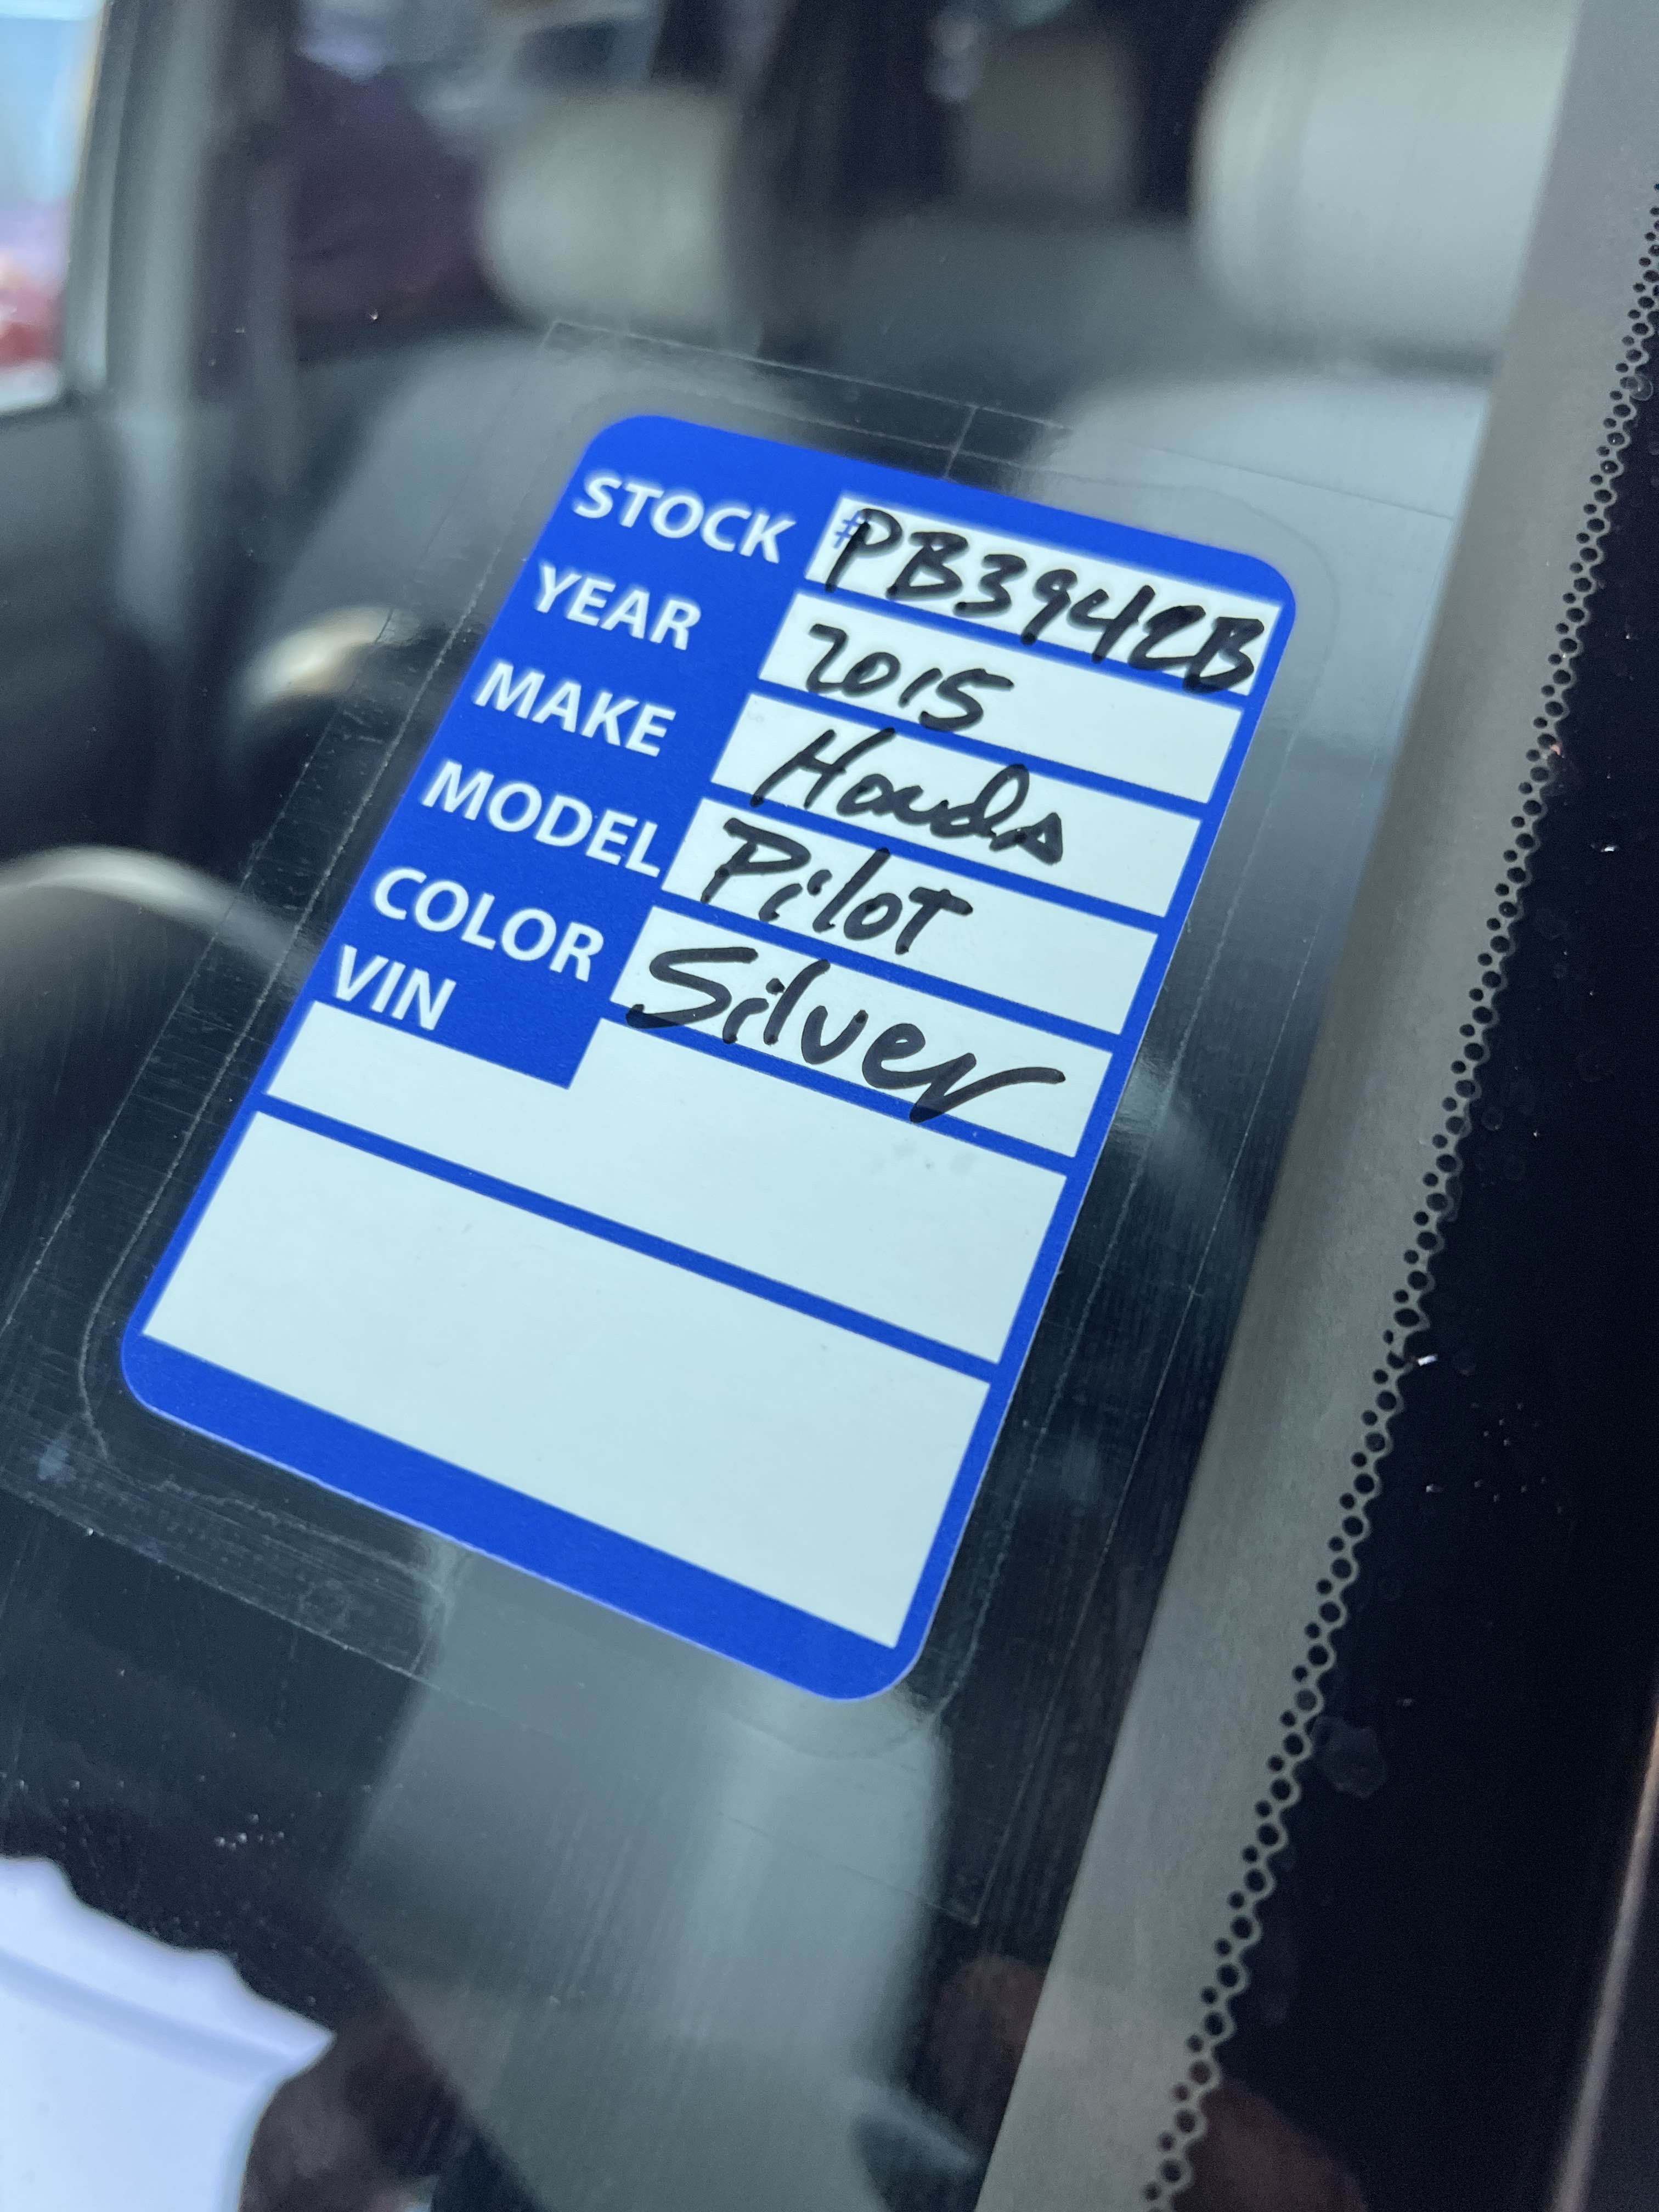 STOCK #PB3942B
YEAR 2015
MAKE Honda
MODEL Pilot
COLOR Silver
VIN